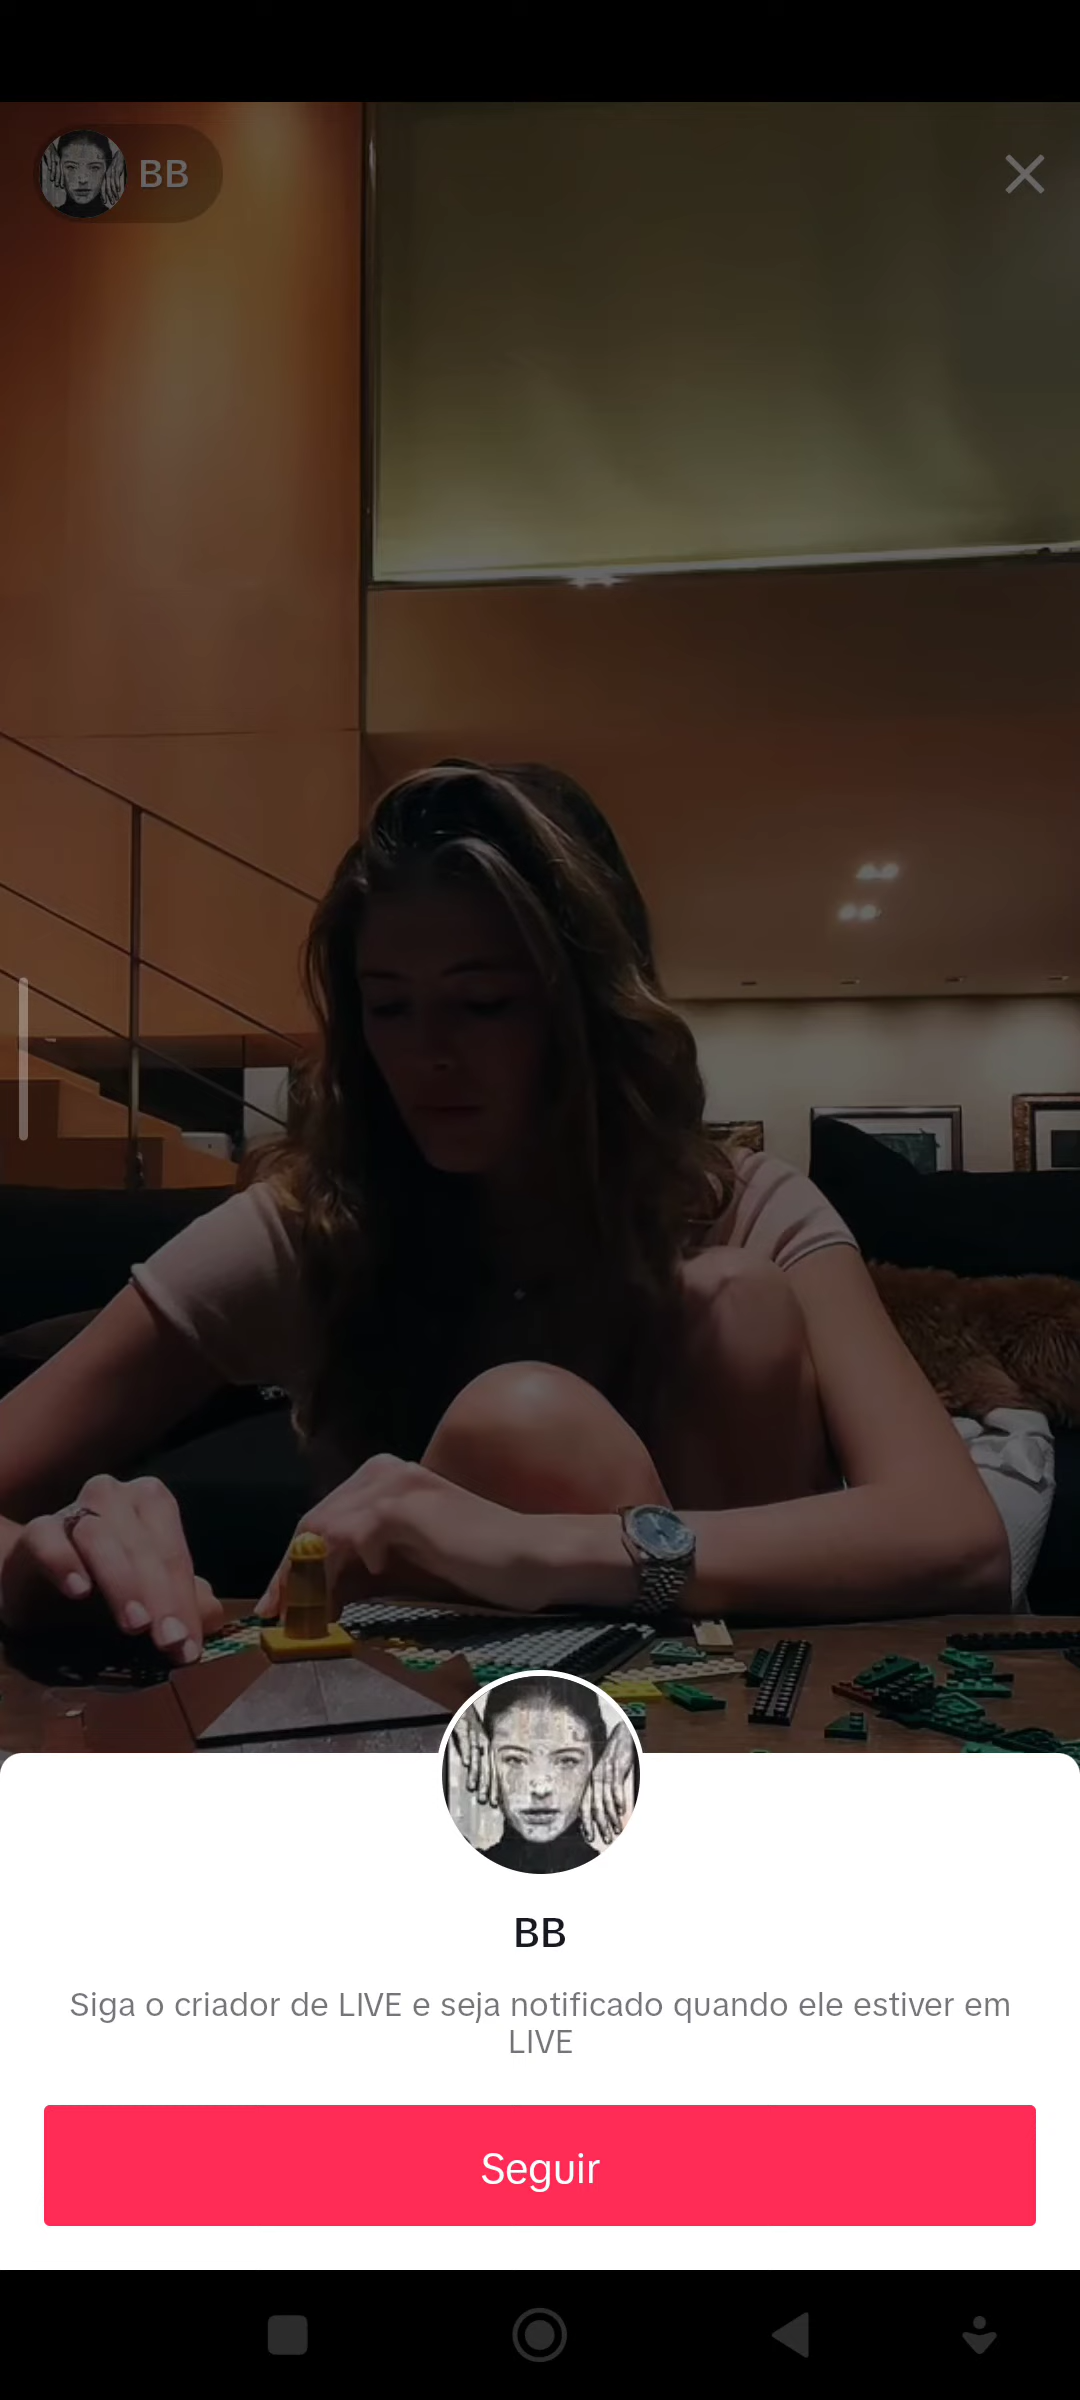 BB
BB
Siga o criador de LIVE e seja notificado quando ele estiver em
LIVE
Seguir